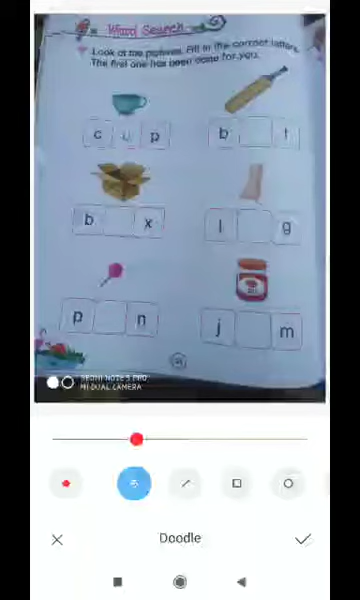 Word Search
Look at the pictures. Fill in the correct letters.
The first one has been done for you.
c u p
b t
b x
l g
p n
j m
REDMI NOTE 5 PRO
MI DUAL CAMERA
Doodle